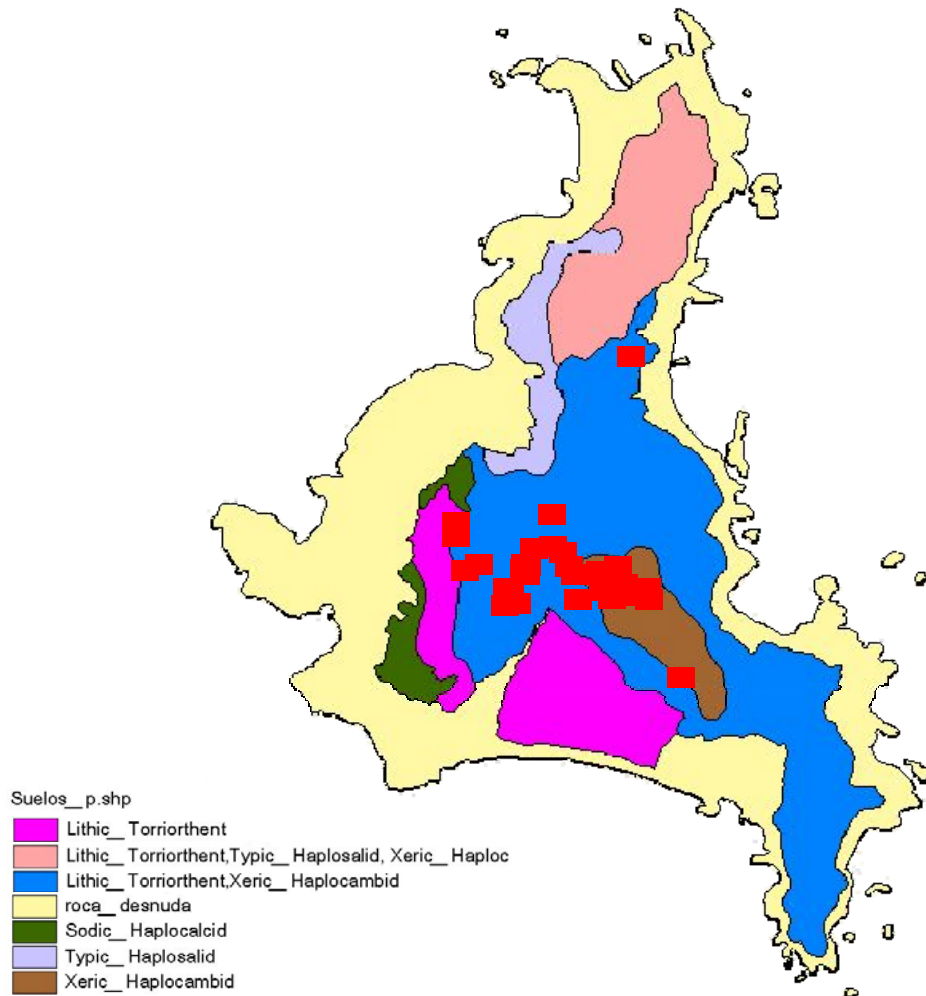 Suelos__p.shp
Lithic__Torriorthent
Lithic__Torriorthent,Typic__Haplosalid, Xeric__Haploc
Lithic__Torriorthent,Xeric__Haplocambid
roca__desnuda
Sodic__Haplocalcid
Typic__Haplosalid
Xeric__Haplocambid